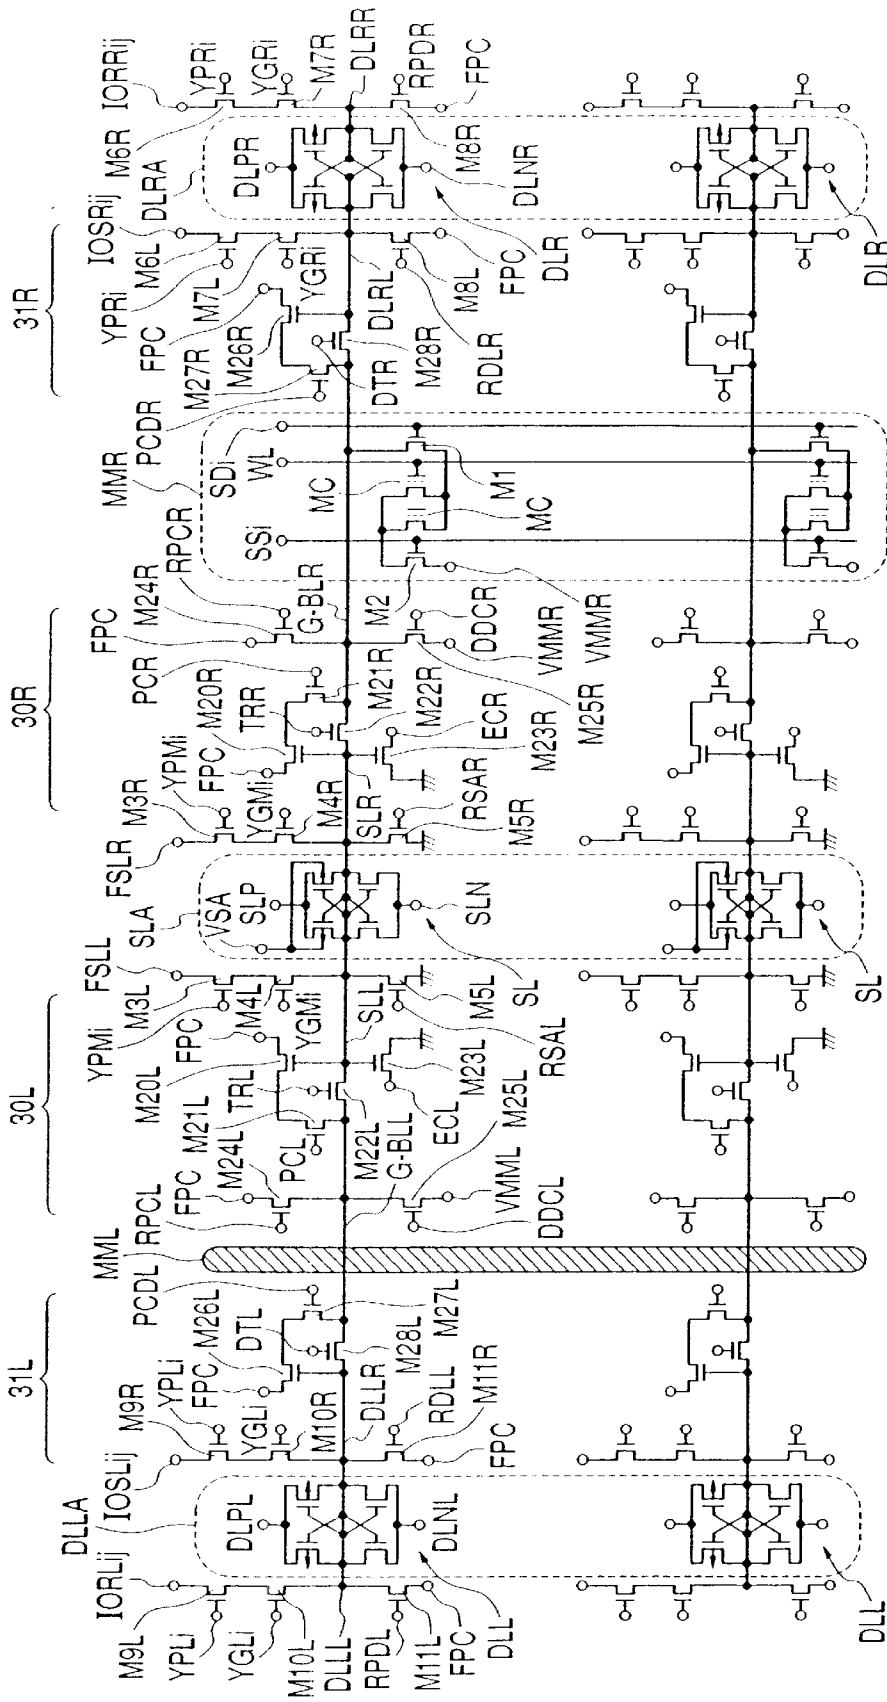 31L
30L
30R
31R
DLLA
IORLij
M9L
YPLi
YGLi
M10L
DLLL
RPDL
M11L
FPC
DLL
DLPL
DLNL
IOSLij
M9R
YPLi
YGLi
M10R
DLLR
RDLL
M11R
FPC
FPC
M26L
DTL
M28L
PCDL
M27L
MML
RPCL
FPC
M24L
M21L
PCL
M22L
G-BLL
VMML
DDCL
M25L
TRL
M20L
FPC
ECL
M23L
YPMi
M3L
FSLL
M4L
YGMi
SLL
M5L
RSAL
SLA
VSA
SLP
SLN
SL
FSLR
M3R
YPMi
YGMi
M4R
SLR
RSAR
M5R
FPC
M20R
TRR
M22R
ECR
M23R
PCR
M21R
FPC
M24R
RPCR
G-BLR
DDCR
VMMR
M25R
VMMR
MMR
SSi
M2
MC
MC
WL
SDi
M1
PCDR
M27R
FPC
M26R
DTR
M28R
YPRi
M6L
IOSRij
M7L
YGRi
DLRL
RDLR
M8L
FPC
DLR
DLRA
DLPR
DLNR
M6R
IORRij
YPRi
YGRi
M7R
DLRR
RPDR
M8R
FPC
DLL
SL
DLR